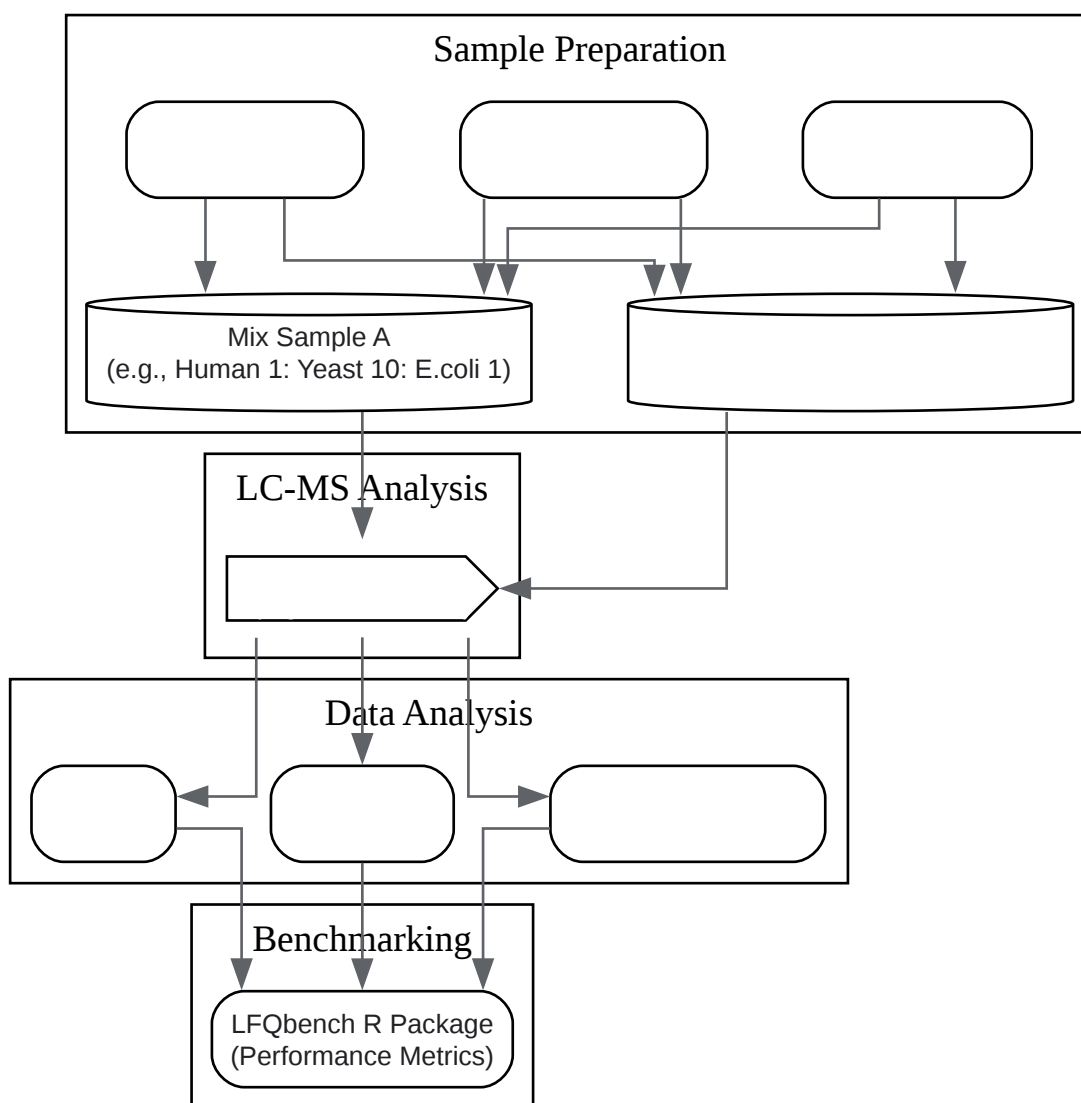 Sample Preparation
Mix Sample A
(e.g., Human 1: Yeast 10: E.coli 1)
LC-MS Analysis
Data Analysis
Benchmarking
LFQbench R Package
(Performance Metrics)